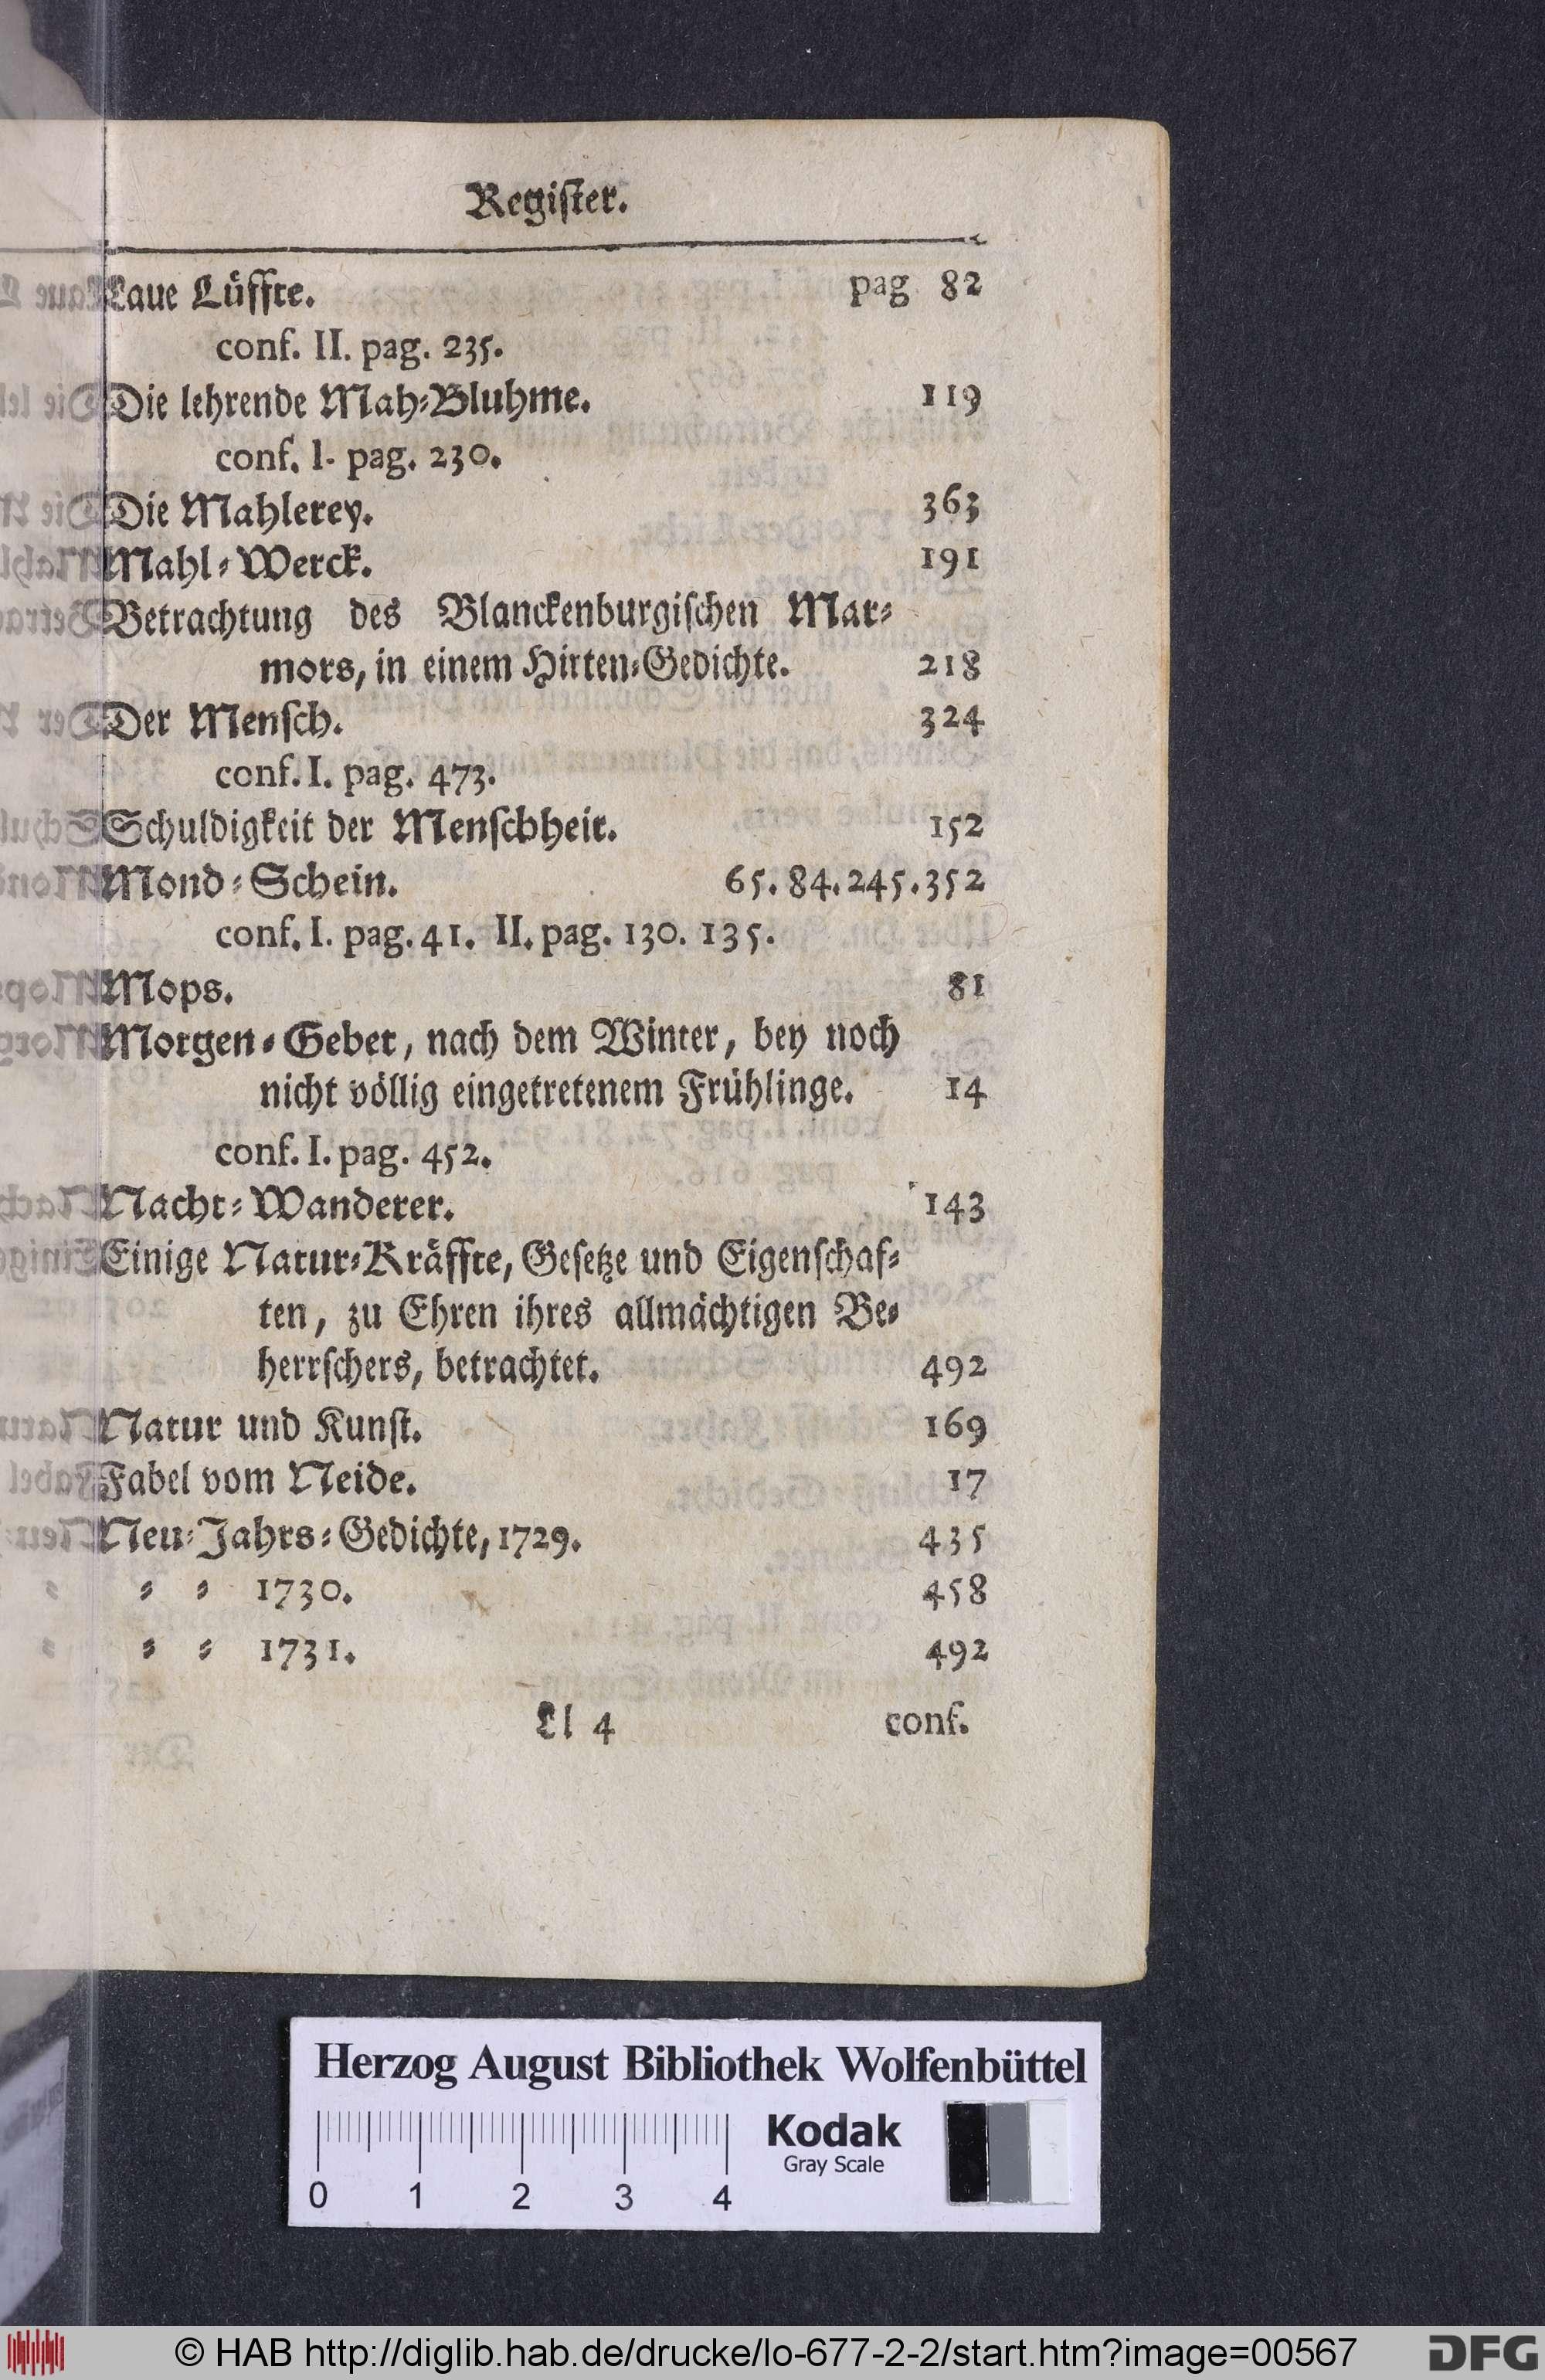 Register.
Laue Lüffte. pag 82
conf. II. pag. 235.
Die lehrende Mah-Bluhme. 119
conf. I. pag. 230.
Die Mahlerey. 363
Mahl-Werck. 191
Betrachtung des Blanckenburgischen Mar-
mors, in einem Hirten-Gedichte. 218
Der Mensch. 324
conf. I. pag. 473.
Schuldigkeit der Menschheit. 152
Mond-Schein. 65. 84. 245. 352
conf. I. pag. 41. II. pag. 130. 135.
Mops. 81
Morgen-Gebet, nach dem Winter, bey noch
nicht völlig eingetretenem Frühlinge. 14
conf. I. pag. 452.
Nacht-Wanderer. 143
Einige Natur-Kräffte, Gesetze und Eigenschaf-
ten, zu Ehren ihres allmächtigen Be-
herrschers, betrachtet. 492
Natur und Kunst. 169
Fabel vom Neide. 17
Neu-Jahrs-Gedichte, 1729. 435
- - 1730. 458
- - 1731. 492
Ll 4 conf.
Herzog August Bibliothek Wolfenbüttel
Kodak
Gray Scale
0 1 2 3 4
© HAB http://diglib.hab.de/drucke/lo-677-2-2/start.htm?image=00567 DFG